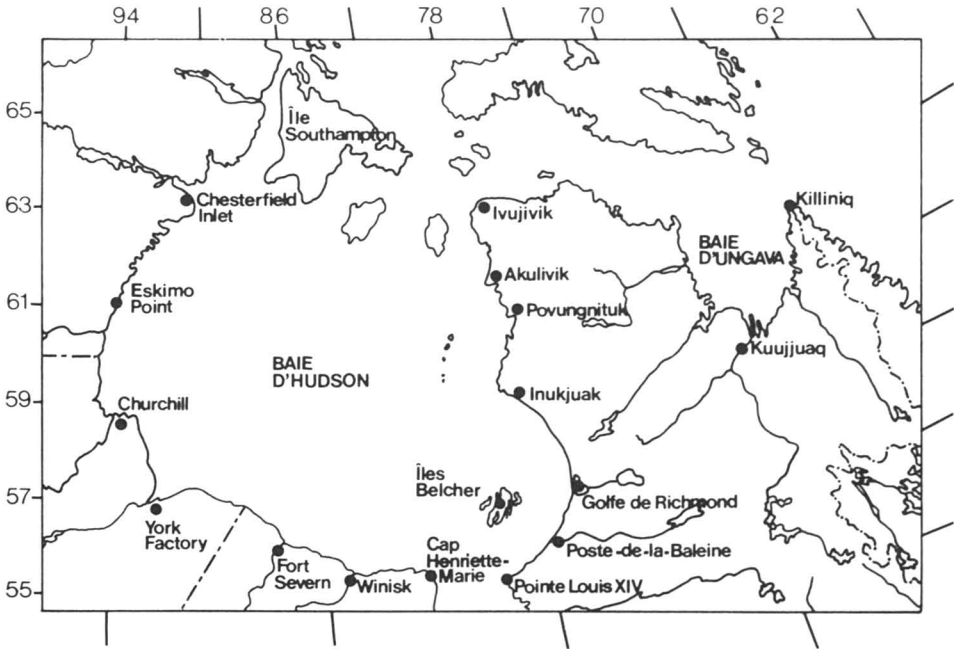 94 86 78 70 62
65
Île
Southampton
63
Chesterfield
Inlet
Ivujivik
Killiniq
BAIE
D'UNGAVA
Akulivik
61
Eskimo
Point
Povungnituk
Kuujjuaq
BAIE
D'HUDSON
59
Inukjuak
Churchill
57
Îles
Belcher
Golfe de Richmond
York
Factory
Cap
Henriette-
Marie
Poste-de-la-Baleine
55
Fort
Severn
Winisk
Pointe Louis XIV